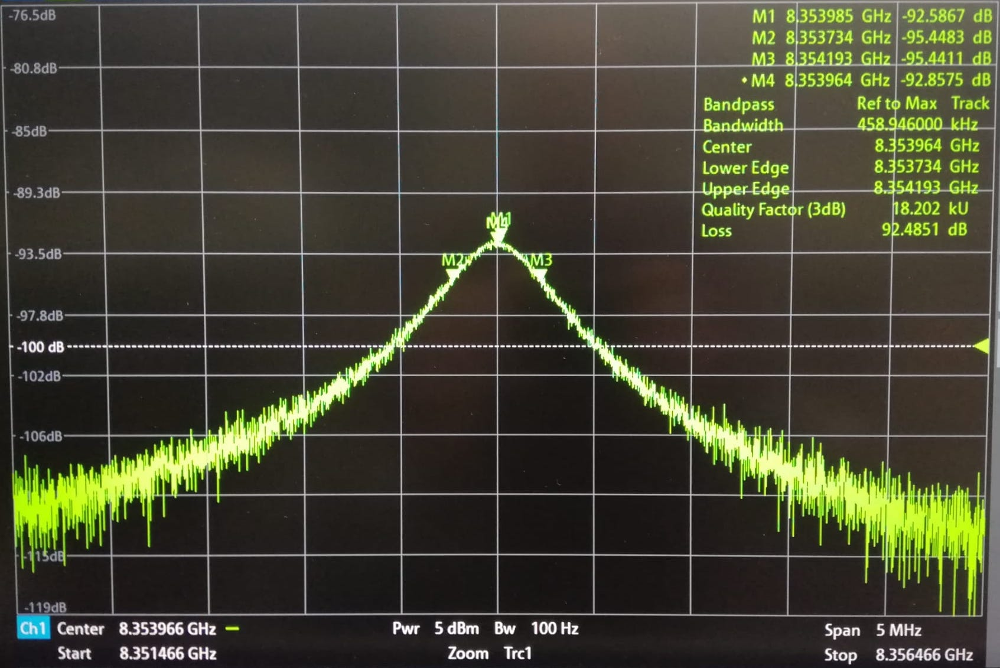 -76.5dB
-80.8dB
-85dB
-89.3dB
-93.5dB
-97.8dB
-100 dB
-102dB
-106dB
-115dB
-119dB
M1 8.353985 GHz -92.5867 dB
M2 8.353734 GHz -95.4483 dB
M3 8.354193 GHz -95.4411 dB
M4 8.353964 GHz -92.8575 dB
Bandpass Ref to Max Track
Bandwidth 458.946000 kHz
Center 8.353964 GHz
Lower Edge 8.353734 GHz
Upper Edge 8.354193 GHz
Quality Factor (3dB) 18.202 kU
Loss 92.4851 dB
M1
M2
M3
Ch1 Center 8.353966 GHz Pwr 5 dBm Bw 100 Hz Span 5 MHz
Start 8.351466 GHz Zoom Trc1 Stop 8.356466 GHz